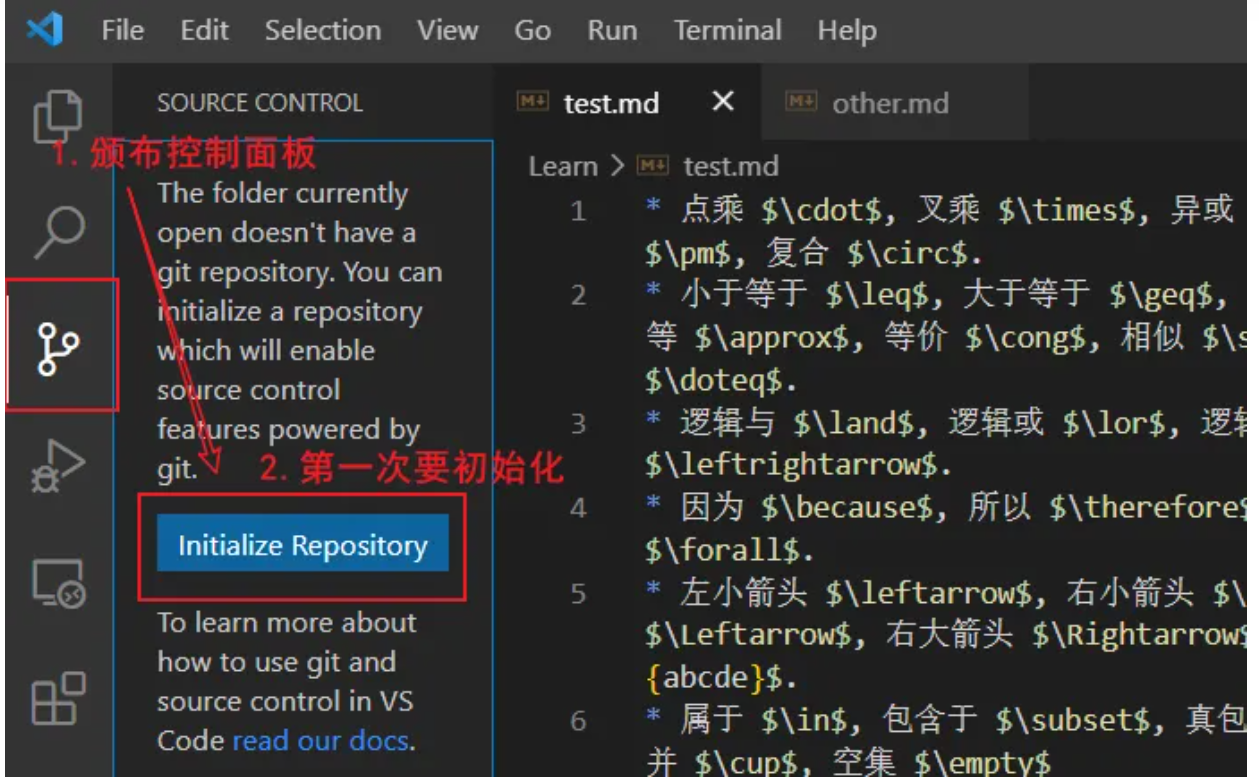 File Edit Selection View Go Run Terminal Help
SOURCE CONTROL
1. 颁布控制面板
The folder currently
open doesn't have a
git repository. You can
initialize a repository
which will enable
source control
features powered by
git.
2. 第一次要初始化
Initialize Repository
To learn more about
how to use git and
source control in VS
Code read our docs.
test.md other.md
Learn > test.md
1 * 点乘 $\cdot$, 叉乘 $\times$, 异或
$\pm$, 复合 $\circ$.
2 * 小于等于 $\leq$, 大于等于 $\geq$,
等 $\approx$, 等价 $\cong$, 相似 $\s
$\doteq$.
3 * 逻辑与 $\land$, 逻辑或 $\lor$, 逻辑
$\leftrightarrow$.
4 * 因为 $\because$, 所以 $\therefore$
$\forall$.
5 * 左小箭头 $\leftarrow$, 右小箭头 $\
$\Leftarrow$, 右大箭头 $\Rightarrow$
{abcde}$.
6 * 属于 $\in$, 包含于 $\subset$, 真包
并 $\cup$, 空集 $\empty$